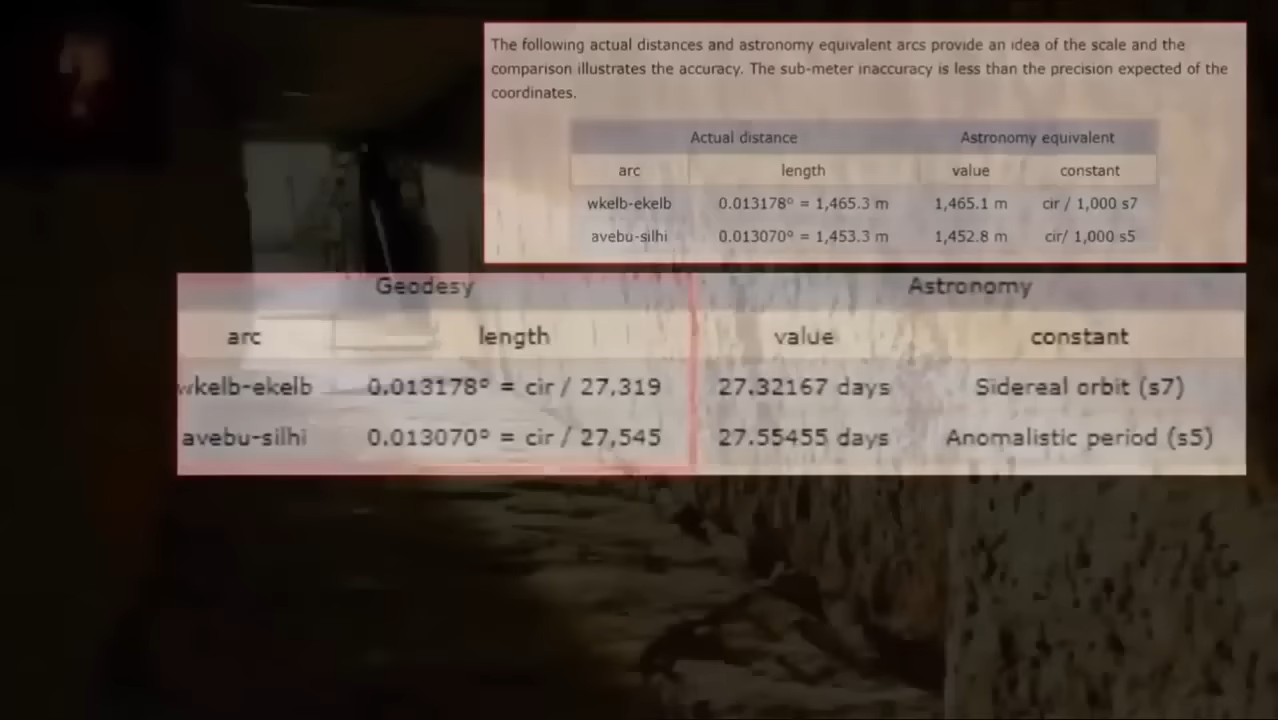 The following actual distances and astronomy equivalent arcs provide an idea of the scale and the
comparison illustrates the accuracy. The sub-meter inaccuracy is less than the precision expected of the
coordinates.
Actual distance Astronomy equivalent
arc length value constant
wkelb-ekelb 0.013178º = 1,465.3 m 1,465.1 m cir / 1,000 s7
avebu-silhi 0.013070º = 1,453.3 m 1,452.8 m cir/ 1,000 s5
Geodesy Astronomy
arc length value constant
wkelb-ekelb 0.013178º = cir / 27,319 27.32167 days Sidereal orbit (s7)
avebu-silhi 0.013070º = cir / 27,545 27.55455 days Anomalistic period (s5)